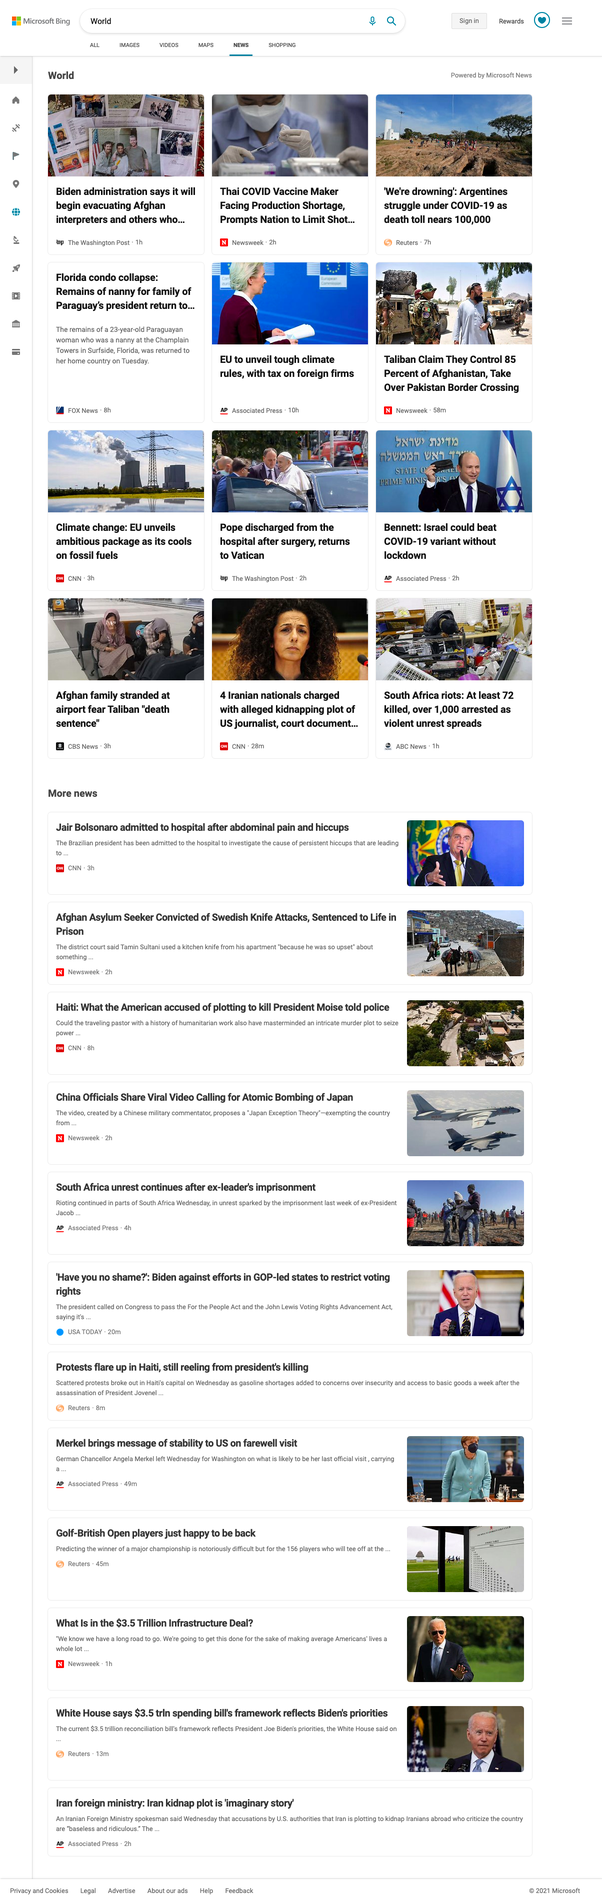 Microsoft Bing
World
Sign in
Rewards
ALL IMAGES VIDEOS MAPS NEWS SHOPPING
World
Powered by Microsoft News
Biden administration says it will
begin evacuating Afghan
interpreters and others who...
The Washington Post · 1h
Thai COVID Vaccine Maker
Facing Production Shortage,
Prompts Nation to Limit Shot...
Newsweek · 2h
'We're drowning': Argentines
struggle under COVID-19 as
death toll nears 100,000
Reuters · 7h
Florida condo collapse:
Remains of nanny for family of
Paraguay's president return to...
The remains of a 23-year-old Paraguayan
woman who was a nanny at the Champlain
Towers in Surfside, Florida, was returned to
her home country on Tuesday.
FOX News · 8h
EU to unveil tough climate
rules, with tax on foreign firms
AP Associated Press · 10h
Taliban Claim They Control 85
Percent of Afghanistan, Take
Over Pakistan Border Crossing
Newsweek · 58m
Climate change: EU unveils
ambitious package as its cools
on fossil fuels
CNN · 3h
Pope discharged from the
hospital after surgery, returns
to Vatican
The Washington Post · 2h
מדינת ישראל
Bennett: Israel could beat
COVID-19 variant without
lockdown
AP Associated Press · 2h
Afghan family stranded at
airport fear Taliban "death
sentence"
CBS News · 3h
4 Iranian nationals charged
with alleged kidnapping plot of
US journalist, court document...
CNN · 28m
South Africa riots: At least 72
killed, over 1,000 arrested as
violent unrest spreads
ABC News · 1h
More news
Jair Bolsonaro admitted to hospital after abdominal pain and hiccups
The Brazilian president has been admitted to the hospital to investigate the cause of persistent hiccups that are leading
to ...
CNN · 3h
Afghan Asylum Seeker Convicted of Swedish Knife Attacks, Sentenced to Life in
Prison
The district court said Tamin Sultani used a kitchen knife from his apartment "because he was so upset" about
something ...
Newsweek · 2h
Haiti: What the American accused of plotting to kill President Moise told police
Could the traveling pastor with a history of humanitarian work also have masterminded an intricate murder plot to seize
power ...
CNN · 8h
China Officials Share Viral Video Calling for Atomic Bombing of Japan
The video, created by a Chinese military commentator, proposes a "Japan Exception Theory"—exempting the country
from ...
Newsweek · 2h
South Africa unrest continues after ex-leader's imprisonment
Rioting continued in parts of South Africa Wednesday, in unrest sparked by the imprisonment last week of ex-President
Jacob ...
AP Associated Press · 4h
'Have you no shame?': Biden against efforts in GOP-led states to restrict voting
rights
The president called on Congress to pass the For the People Act and the John Lewis Voting Rights Advancement Act,
saying it's ...
USA TODAY · 20m
Protests flare up in Haiti, still reeling from president's killing
Scattered protests broke out in Haiti's capital on Wednesday as gasoline shortages added to concerns over insecurity and access to basic goods a week after the
assassination of President Jovenel ...
Reuters · 8m
Merkel brings message of stability to US on farewell visit
German Chancellor Angela Merkel left Wednesday for Washington on what is likely to be her last official visit , carrying
a ...
AP Associated Press · 49m
Golf-British Open players just happy to be back
Predicting the winner of a major championship is notoriously difficult but for the 156 players who will tee off at the ...
Reuters · 45m
What Is in the $3.5 Trillion Infrastructure Deal?
"We know we have a long road to go. We're going to get this done for the sake of making average Americans' lives a
whole lot ...
Newsweek · 1h
White House says $3.5 trln spending bill's framework reflects Biden's priorities
The current $3.5 trillion reconciliation bill's framework reflects President Joe Biden's priorities, the White House said on
...
Reuters · 13m
Iran foreign ministry: Iran kidnap plot is 'imaginary story'
An Iranian Foreign Ministry spokesman said Wednesday that accusations by U.S. authorities that Iran is plotting to kidnap Iranians abroad who criticize the country
are "baseless and ridiculous." The ...
AP Associated Press · 2h
Privacy and Cookies Legal Advertise About our ads Help Feedback
© 2021 Microsoft